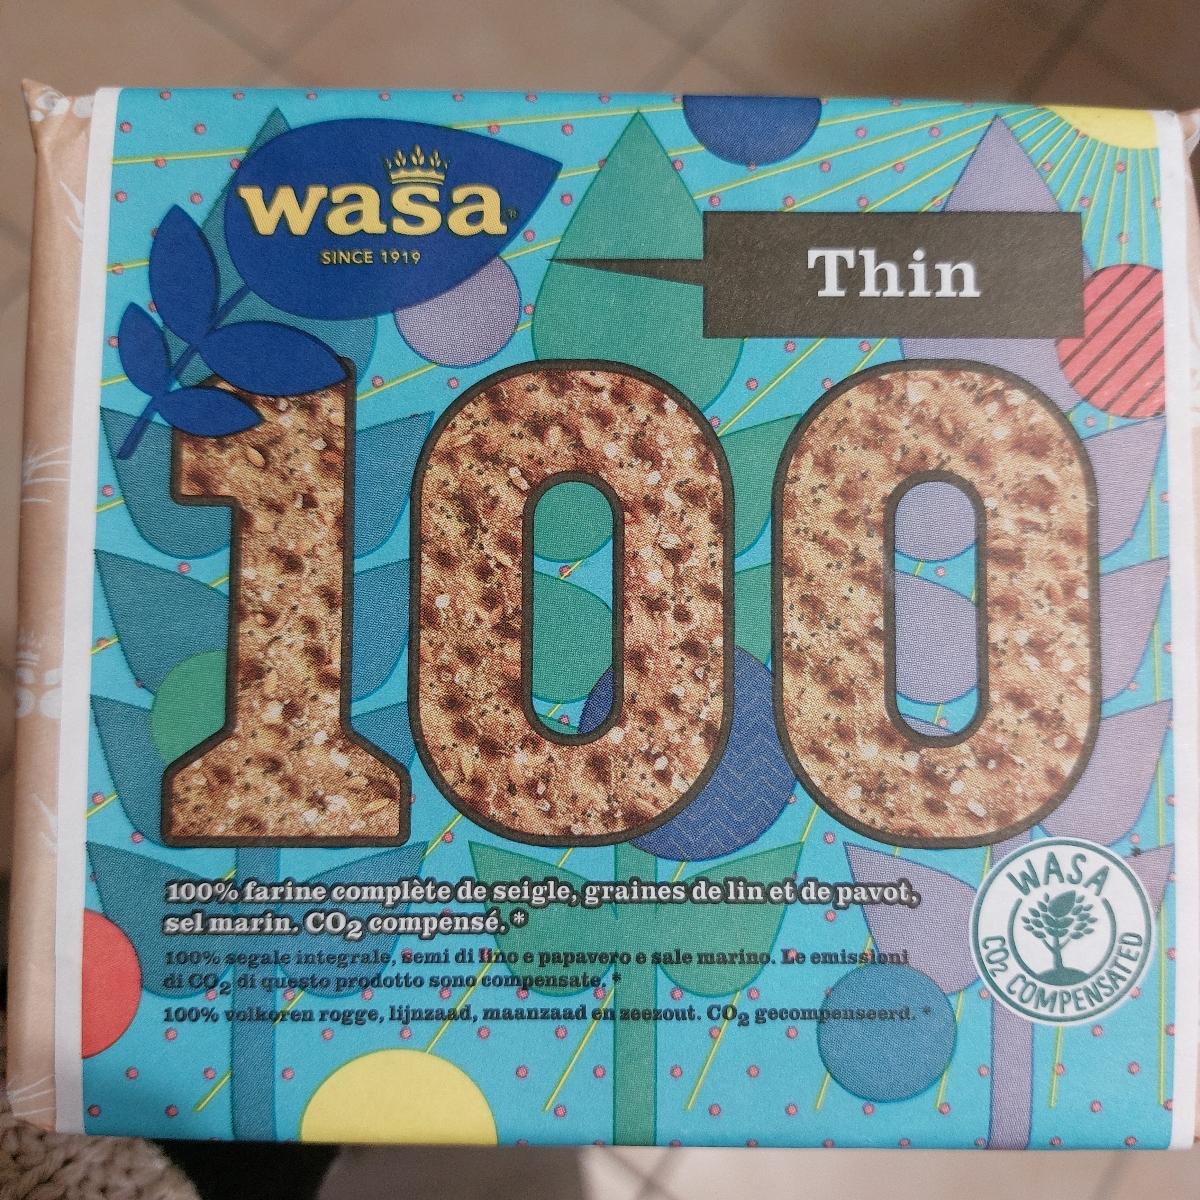 wasa
SINCE 1919
Thin
100
100% farine complète de seigle, graines de lin et de pavot,
sel marin. CO2 compensé.*
100% segale integrale, semi di lino e papavero e sale marino. Le emissioni
di CO2 di questo prodotto sono compensate.*
100% volkoren rogge, lijnzaad, maanzaad en zeezout. CO2 gecompenseerd.*
WASA
CO2 COMPENSATED
*